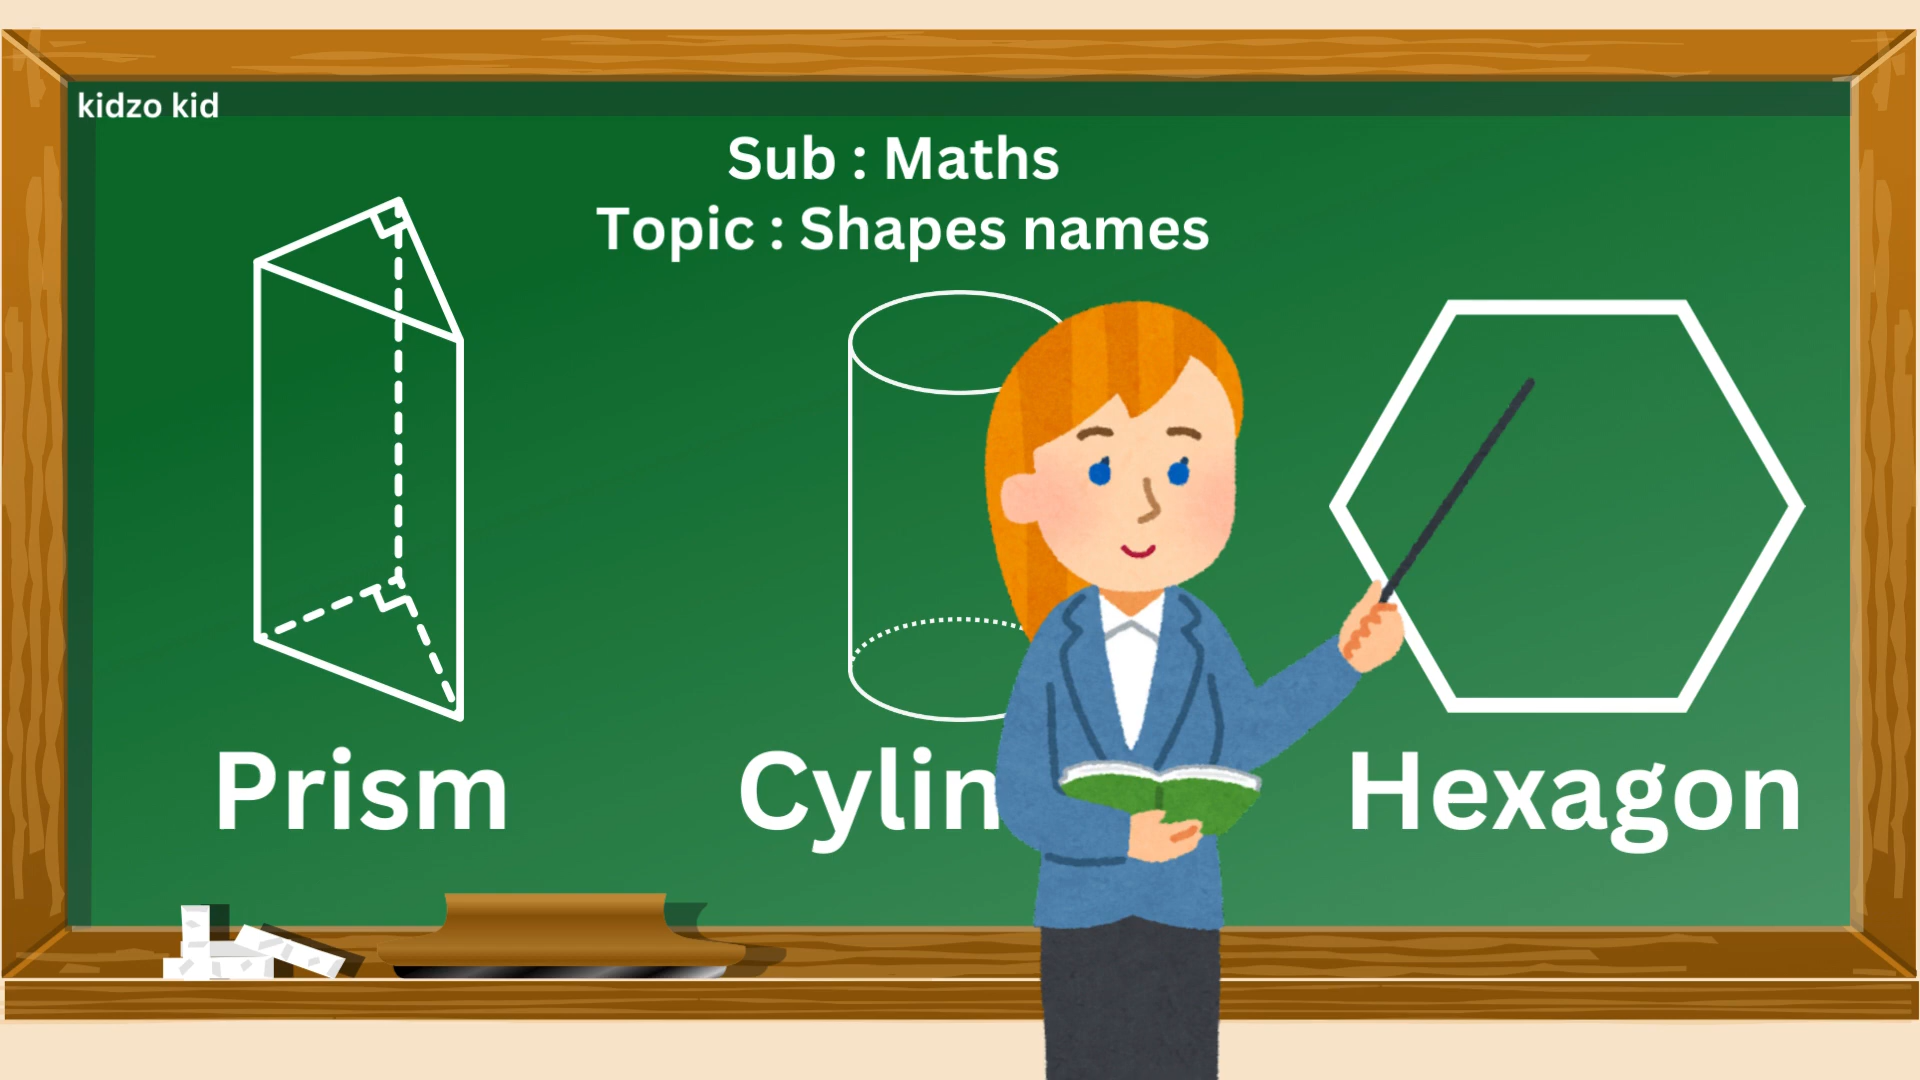 kidzo kid
Sub : Maths
Topic : Shapes names
Prism
Cylin
Hexagon